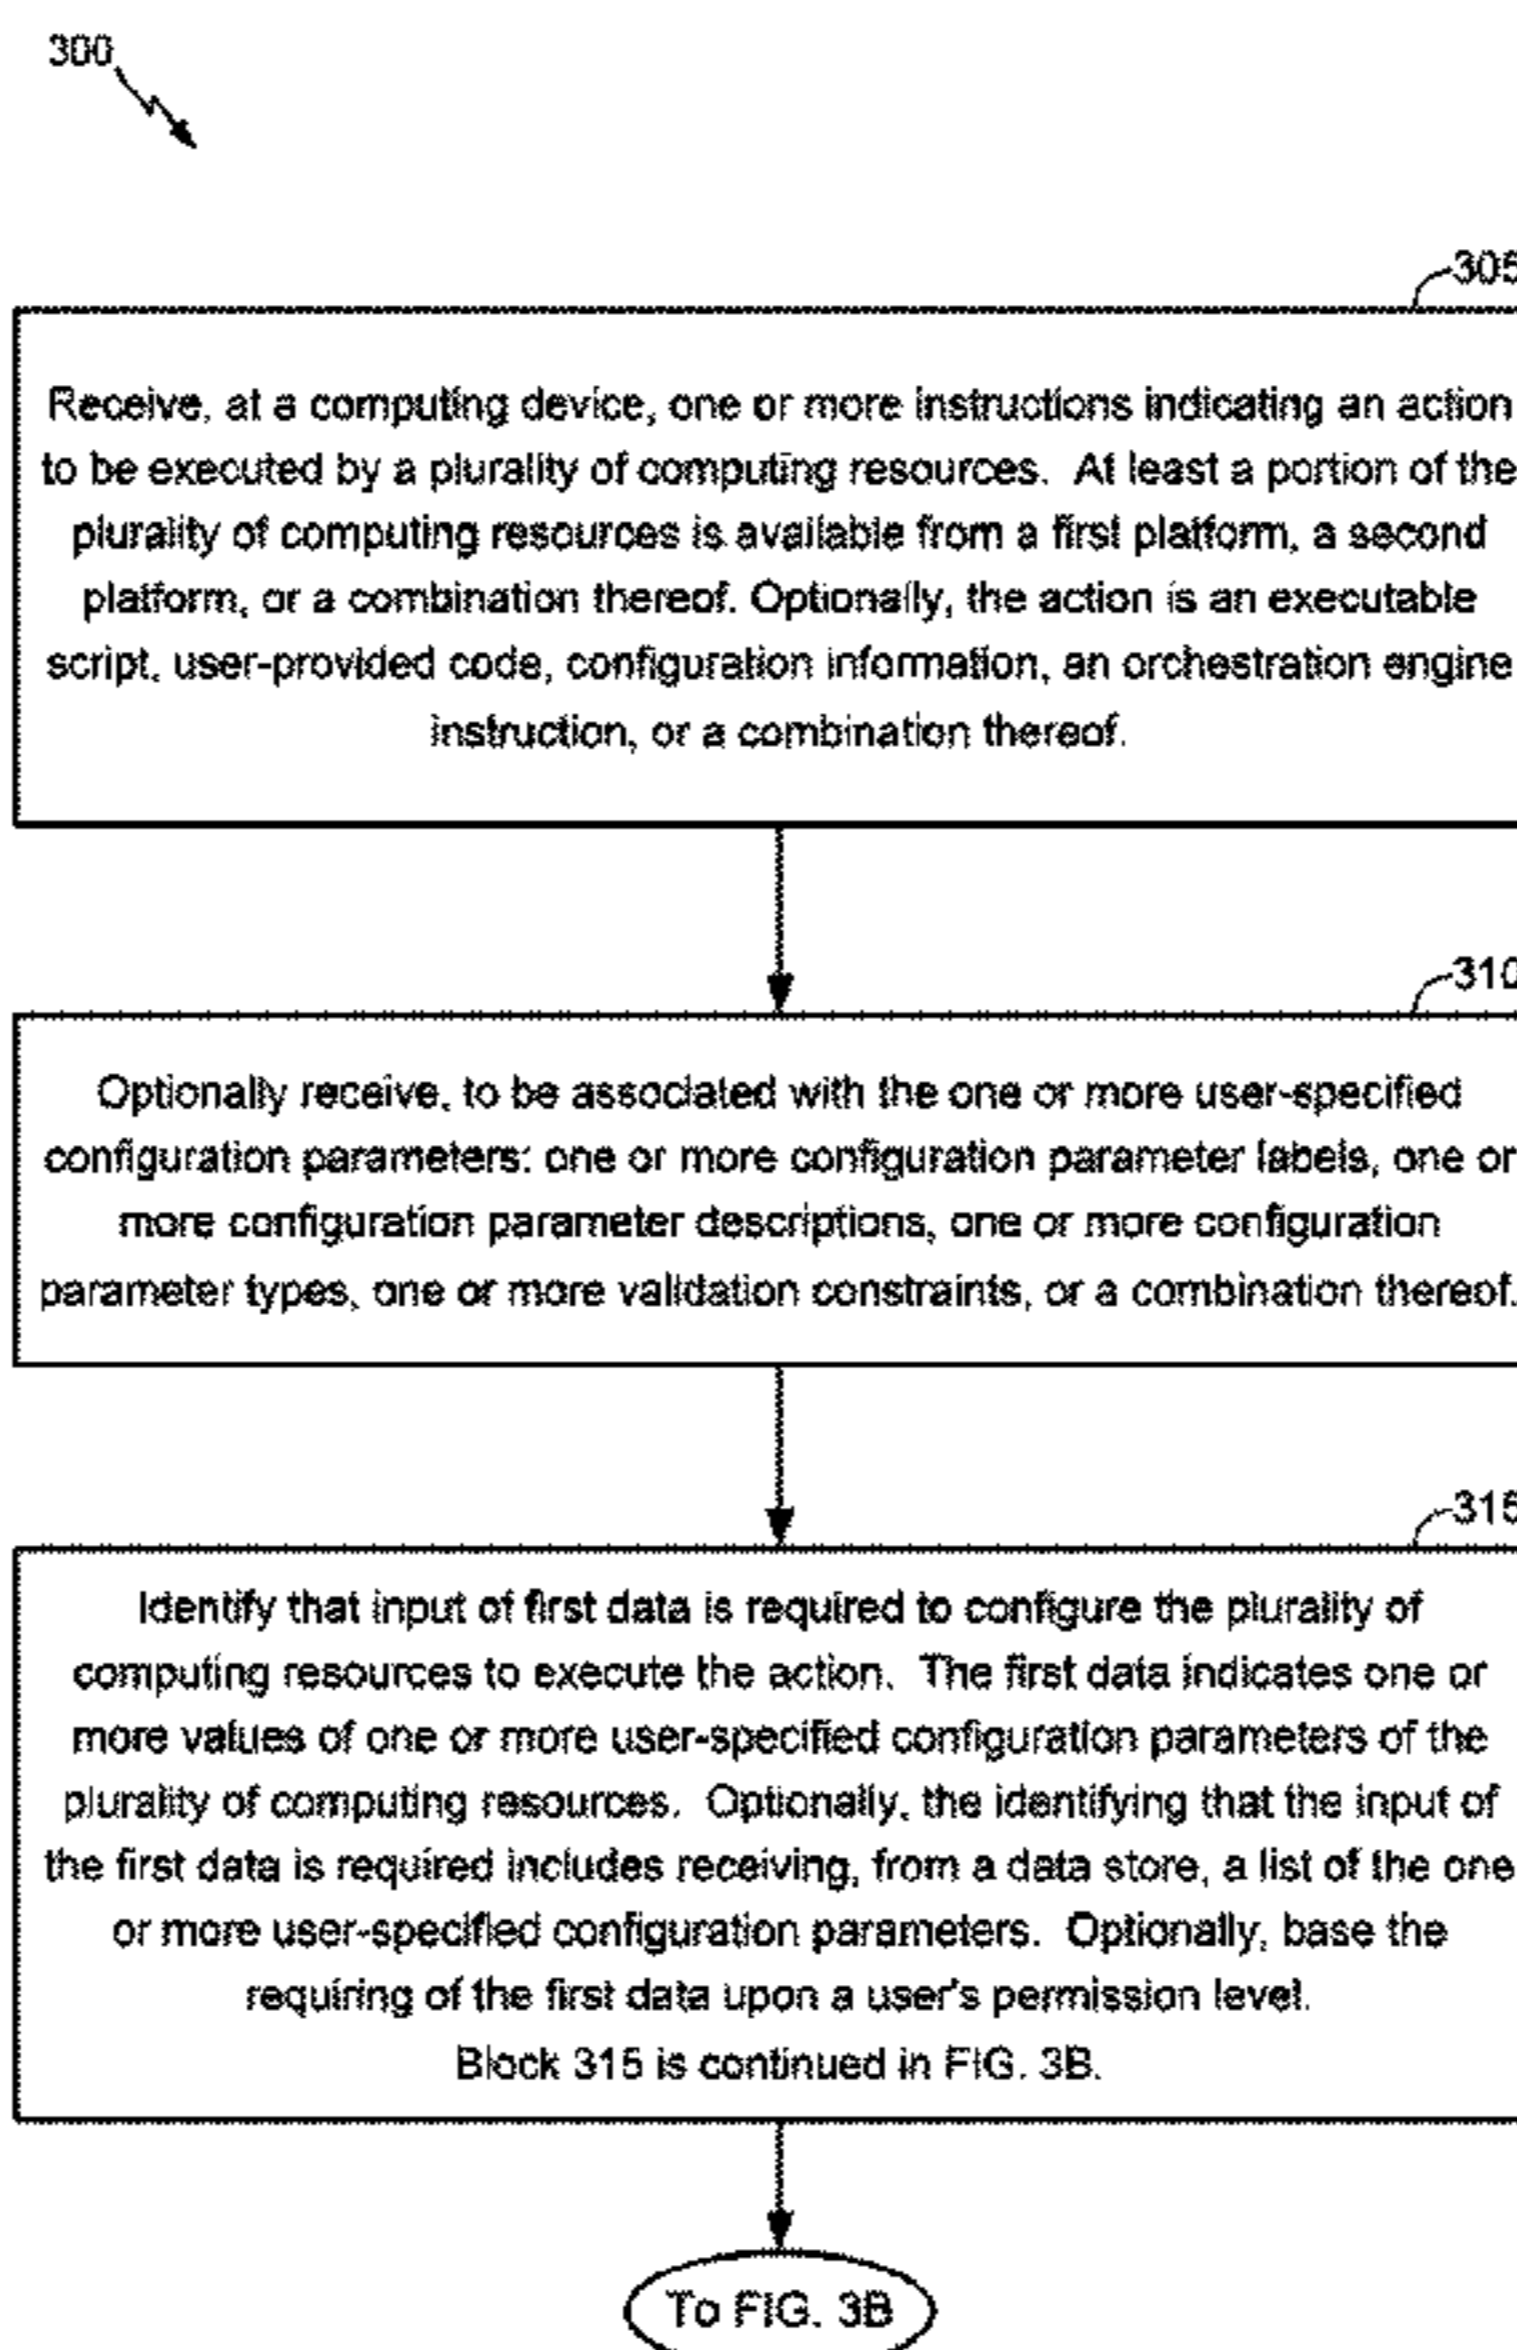 300
305
Receive, at a computing device, one or more instructions indicating an action
to be executed by a plurality of computing resources. At least a portion of the
plurality of computing resources is available from a first platform, a second
platform, or a combination thereof. Optionally, the action is an executable
script, user-provided code, configuration information, an orchestration engine
instruction, or a combination thereof.
310
Optionally receive, to be associated with the one or more user-specified
configuration parameters: one or more configuration parameter labels, one or
more configuration parameter descriptions, one or more configuration
parameter types, one or more validation constraints, or a combination thereof.
315
Identify that input of first data is required to configure the plurality of
computing resources to execute the action. The first data indicates one or
more values of one or more user-specified configuration parameters of the
plurality of computing resources. Optionally, the identifying that the input of
the first data is required includes receiving, from a data store, a list of the one
or more user-specified configuration parameters. Optionally, base the
requiring of the first data upon a user's permission level.
Block 315 is continued in FIG. 3B.
To FIG. 3B